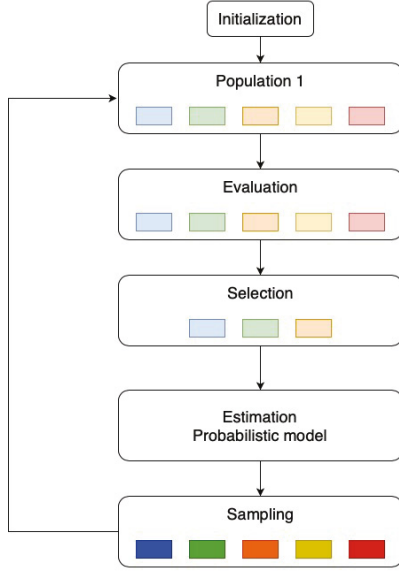 Initialization
Population 1
Evaluation
Selection
Estimation
Probabilistic model
Sampling